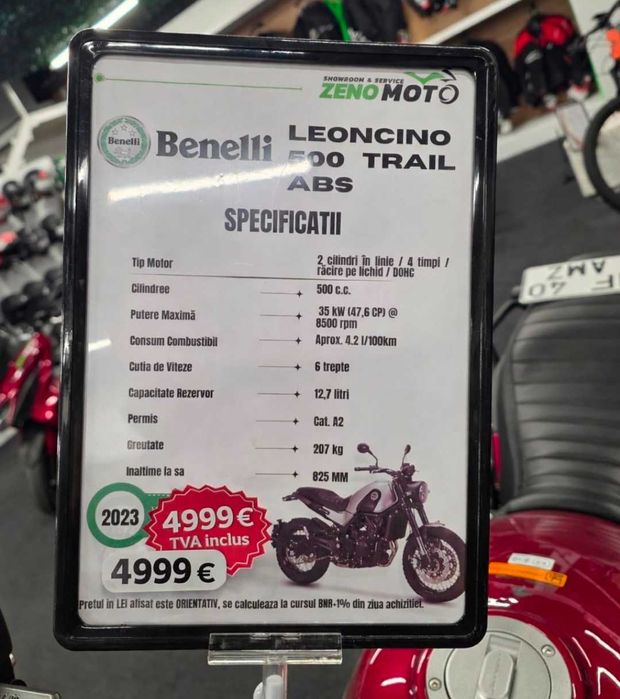 SHOWROOM & SERVICE
ZENO MOTO
Benelli
Benelli
LEONCINO
500 TRAIL
ABS
SPECIFICATII
Tip Motor 2 cilindri în linie / 4 timpi /
răcire pe lichid / DOHC
Cilindree 500 c.c.
Putere Maximă 35 kW (47,6 CP) @
8500 rpm
Consum Combustibil Aprox. 4.2 l/100km
Cutia de Viteze 6 trepte
Capacitate Rezervor 12,7 litri
Permis Cat. A2
Greutate 207 kg
Inaltime la sa 825 MM
2023
4999 €
TVA inclus
4999 €
Pretul in LEI afisat este ORIENTATIV, se calculeaza la cursul BNR+1% din ziua achizitiei.
F 40
AMZ